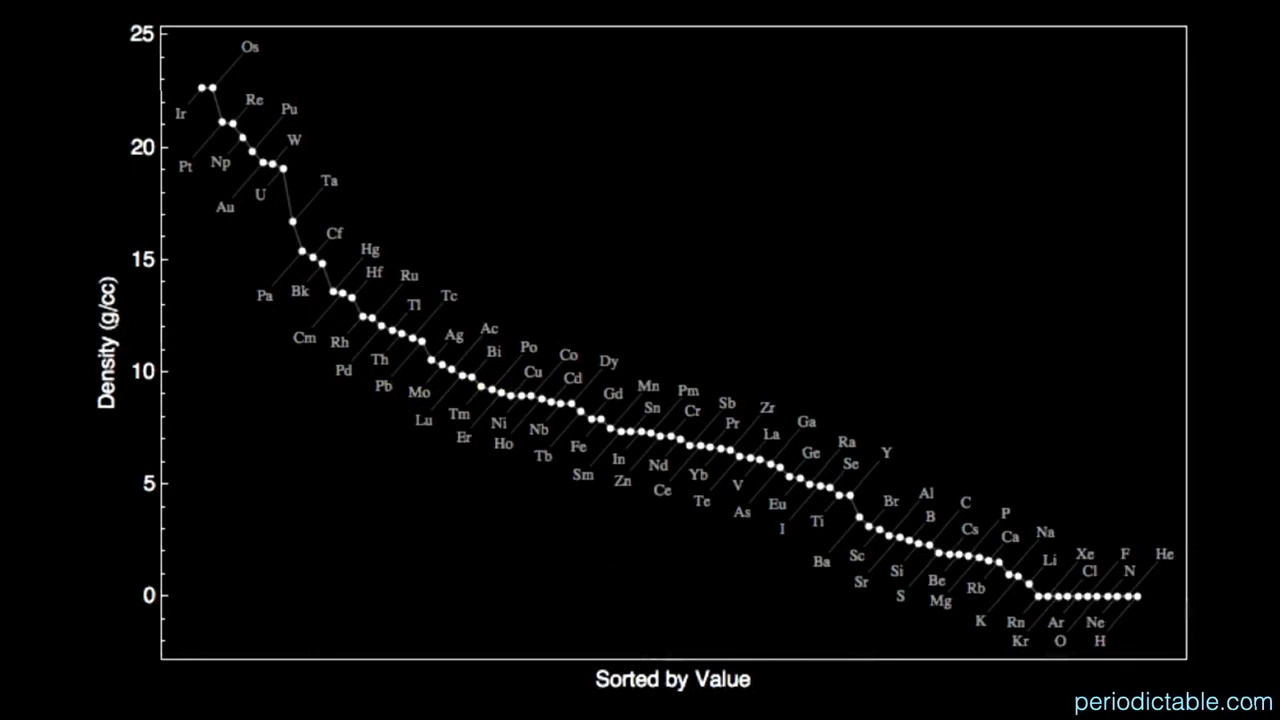 25
20
15
10
5
0
Density (g/cc)
Os
Ir
Re
Pu
W
Pt
Np
Au
U
Ta
Cf
Pa
Bk
Hg
Hf
Cm
Ru
Rh
Tl
Pd
Tc
Th
Pb
Ag
Ac
Mo
Bi
Lu
Po
Tm
Cu
Er
Co
Ni
Cd
Ho
Dy
Nb
Gd
Tb
Mn
Fe
Sn
Sm
Pm
In
Cr
Zn
Sb
Nd
Pr
Ce
Zr
Yb
La
Te
Ga
V
Ge
As
Ra
Eu
Se
I
Y
Ti
Br
Ba
Al
Sc
B
Sr
C
Si
Cs
S
P
Be
Ca
Mg
Na
Rb
Li
K
Xe
Rn
Cl
Kr
F
Ar
N
O
He
Ne
H
Sorted by Value
periodictable.com